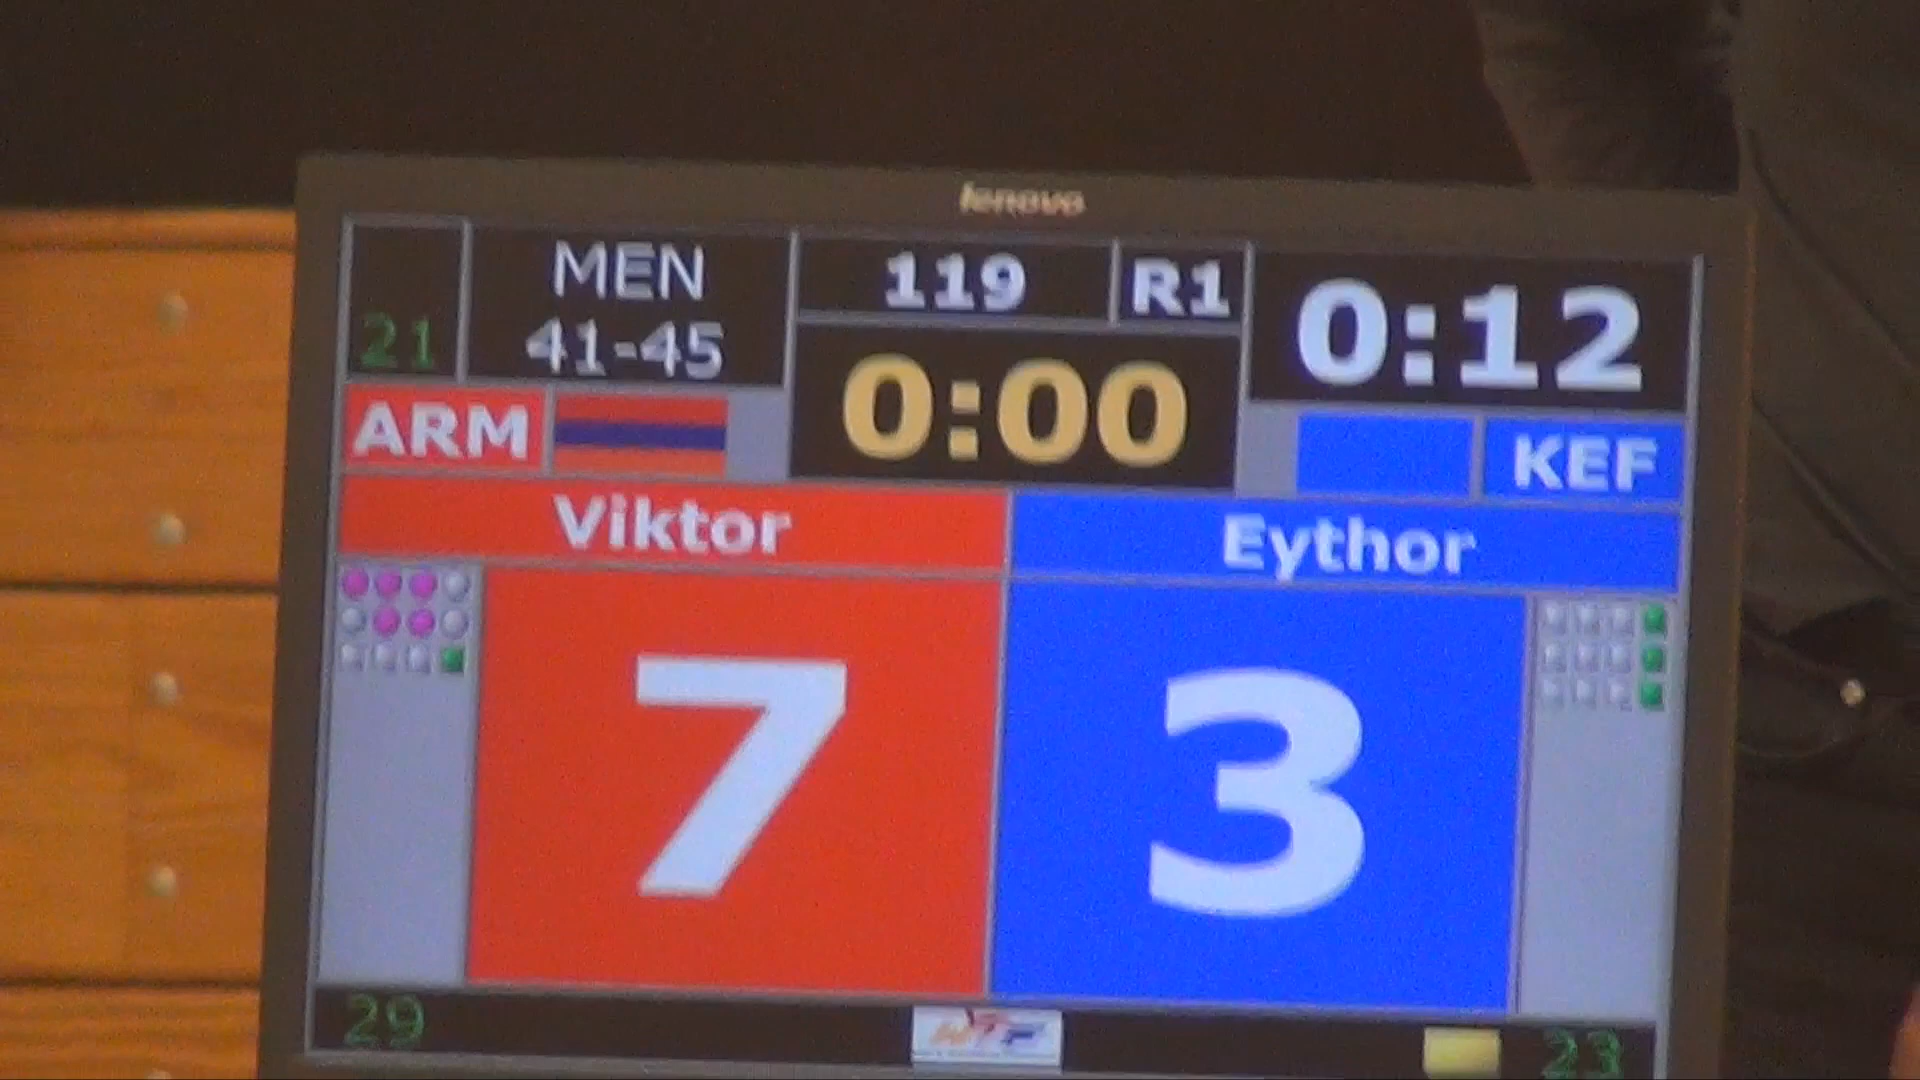 lenovo
21
MEN
41-45
119
R1
0:12
0:00
ARM
KEF
Viktor
Eythor
7
3
29
WTF
23